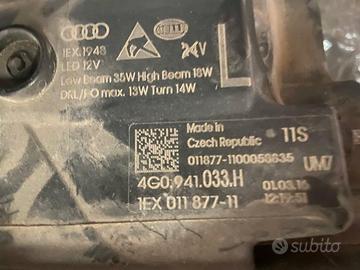 Audi
HELLA
1EX.1948
24V
LED 12V
Low Beam 35W High Beam 18W
DRL/PO max. 13W Turn 14W
L
Made in
Czech Republic
11S
011877-1100058835
UM7
4G0.941.033.H
01.03.16
1EX 011 877-11
12:19:51
subito